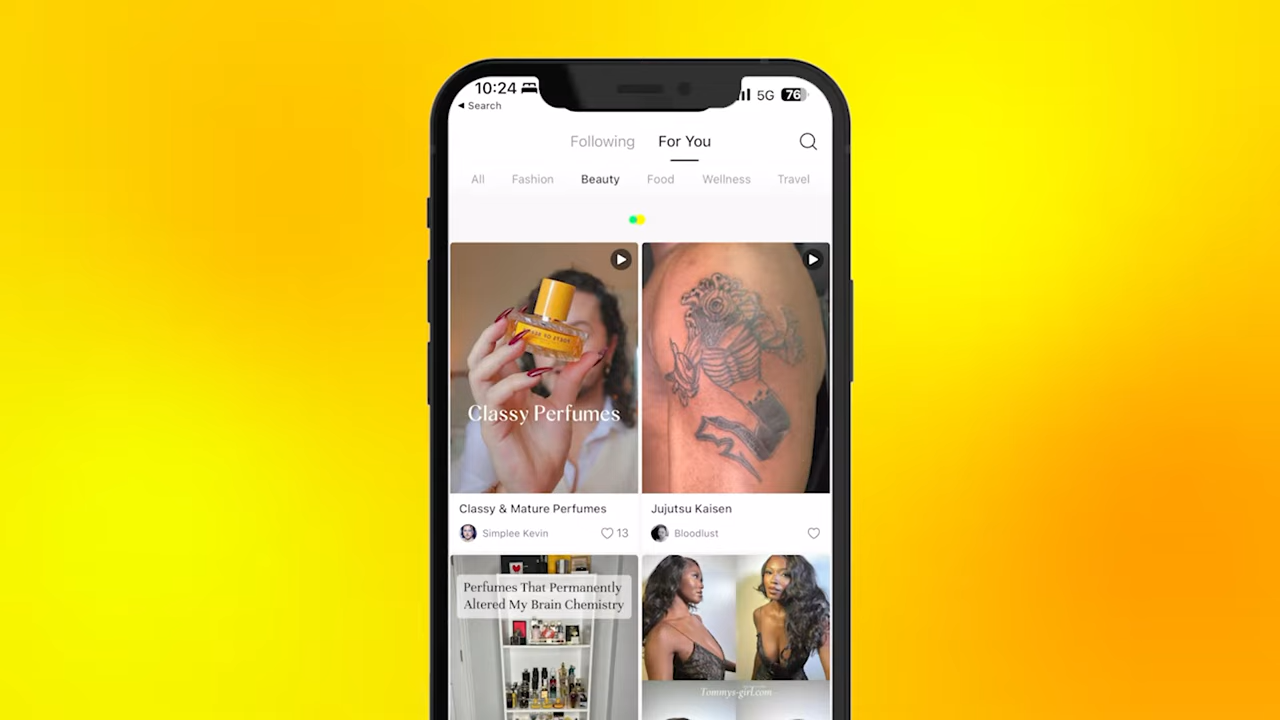 10:24
5G
76
Search
Following
For You
All
Fashion
Beauty
Food
Wellness
Travel
Classy Perfumes
Classy & Mature Perfumes
Jujutsu Kaisen
Simplee Kevin
13
Bloodlust
Perfumes That Permanently
Altered My Brain Chemistry
Tommys-girl.com